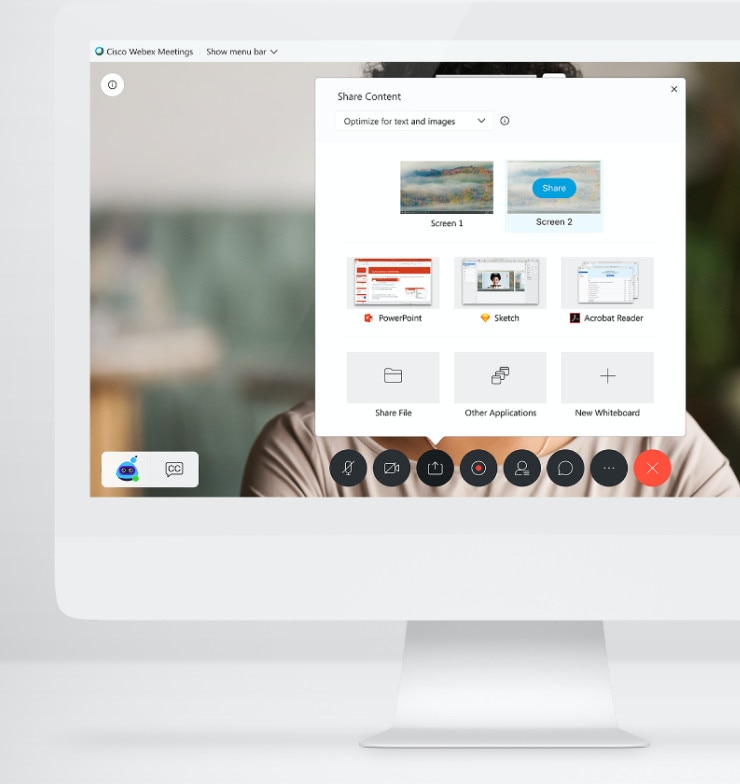 Cisco Webex Meetings Show menu bar
Share Content
Optimize for text and images
Share
Screen 1 Screen 2
PowerPoint Sketch Acrobat Reader
Share File Other Applications New Whiteboard
CC